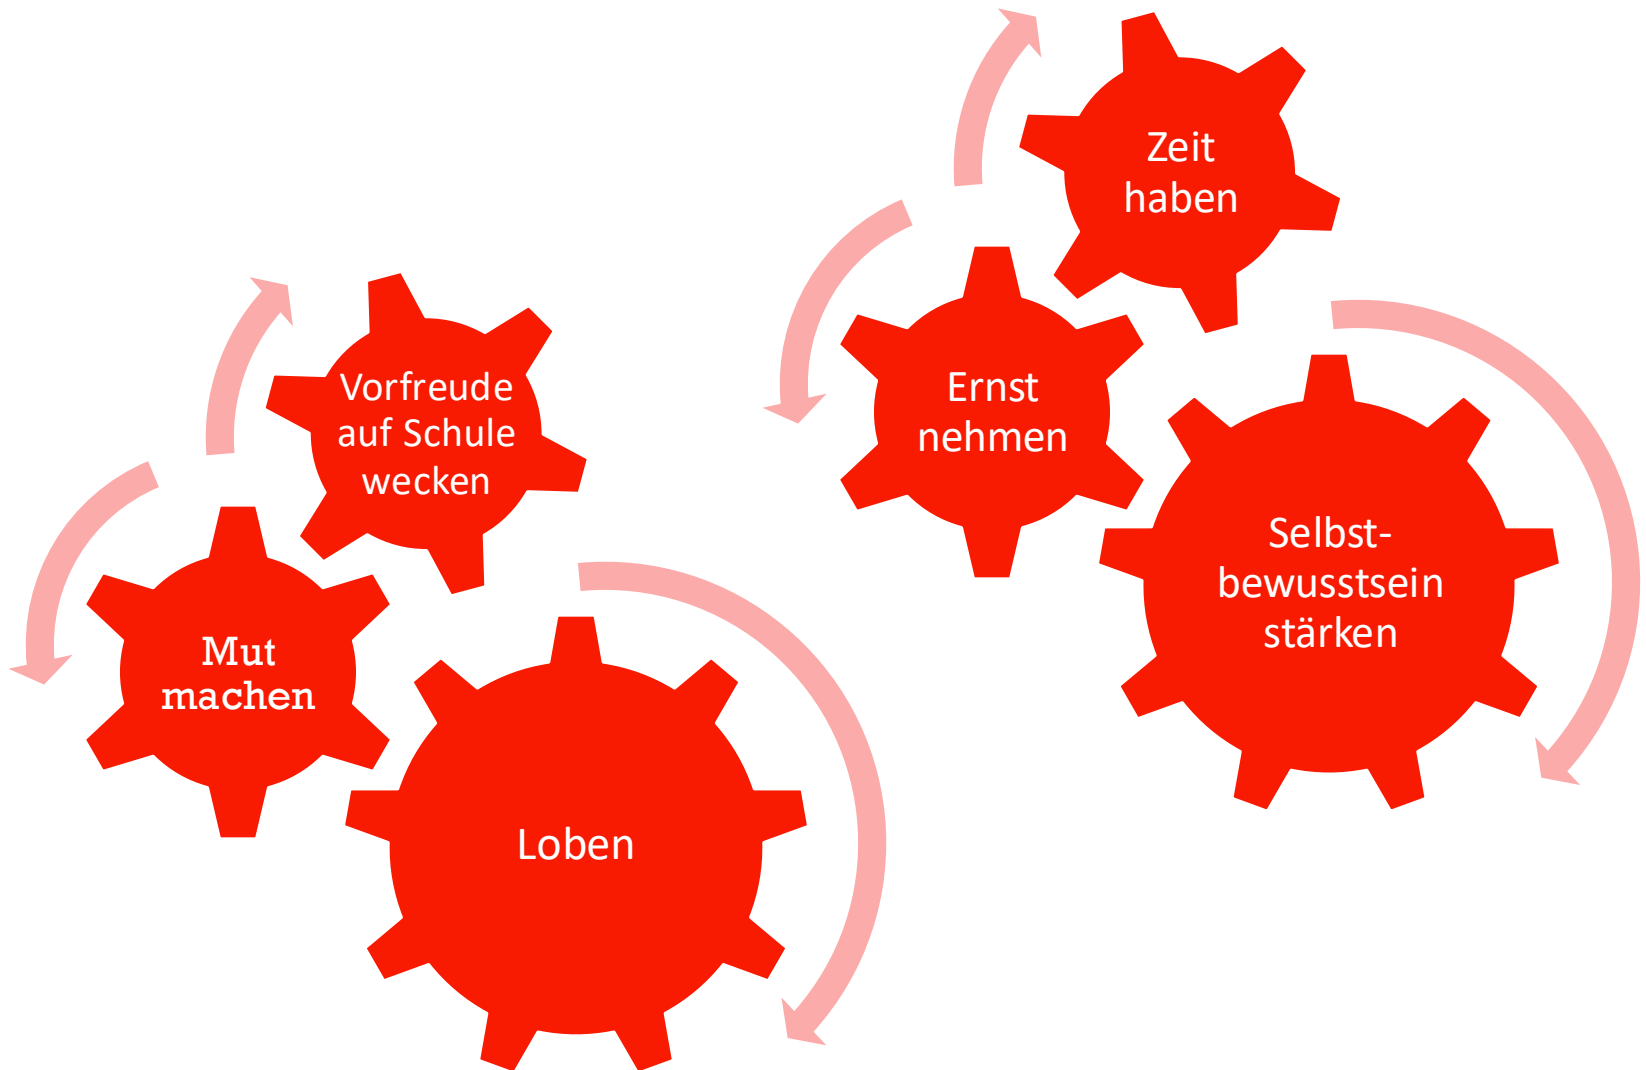 Vorfreude
auf Schule
wecken
Mut
machen
Loben
Zeit
haben
Ernst
nehmen
Selbst-
bewusstsein
stärken